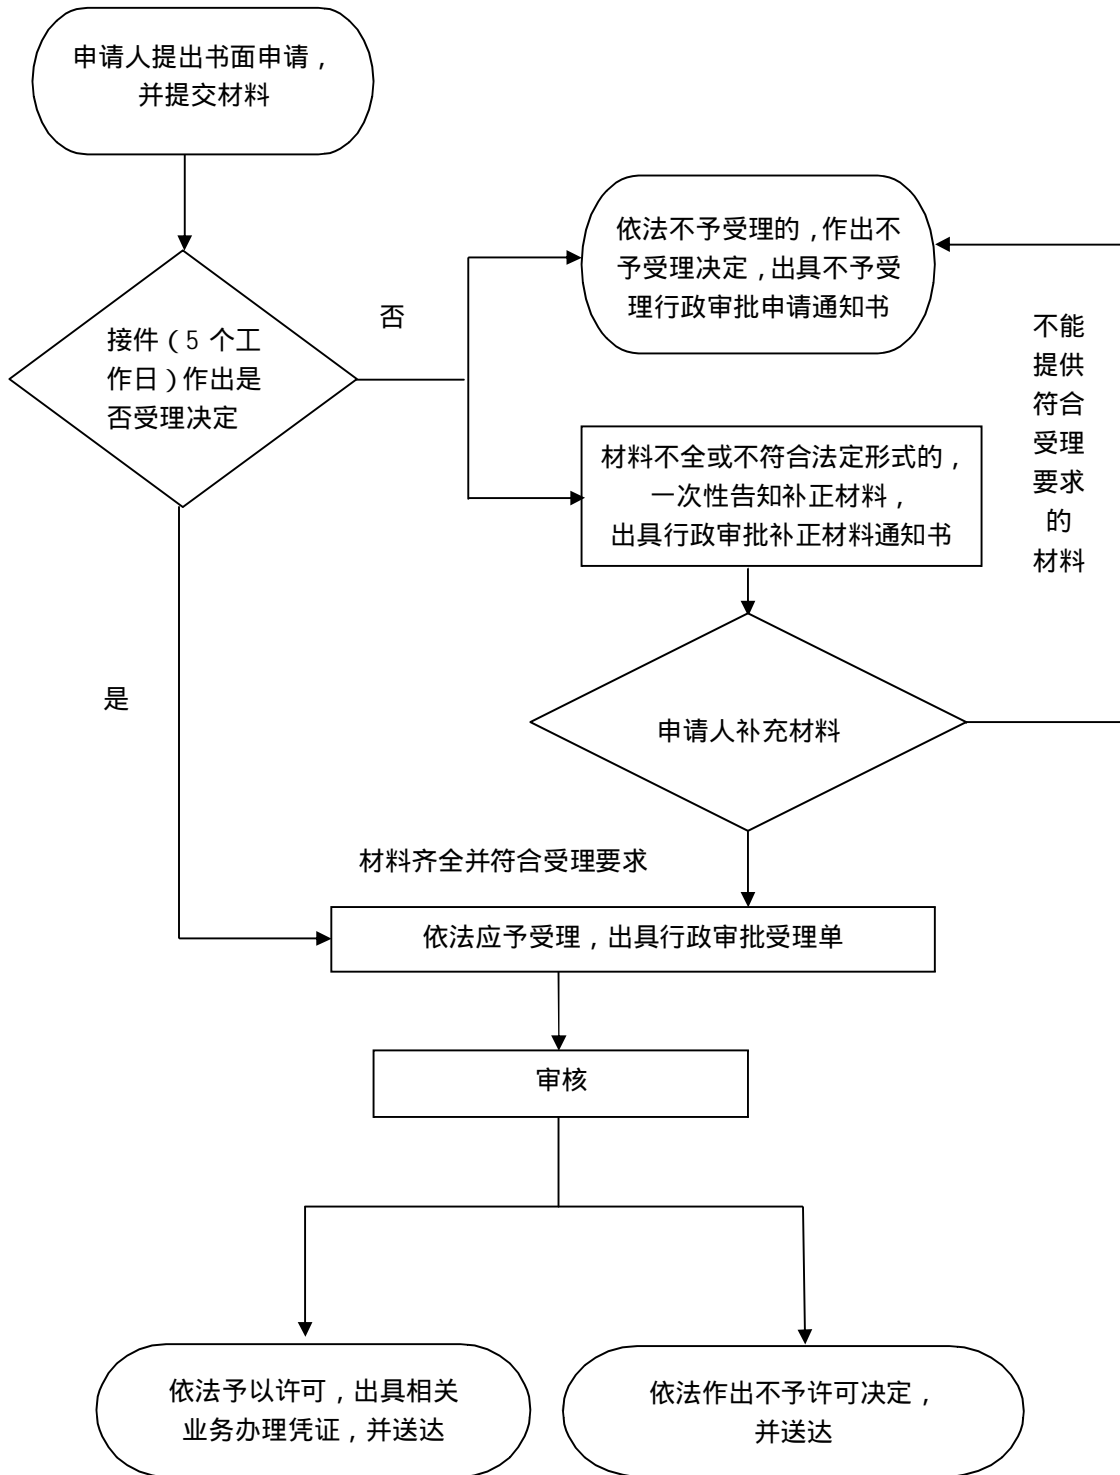 申请人提出书面申请，
并提交材料
依法不予受理的，作出不
予受理决定，出具不予受
理行政审批申请通知书
否
接件（5 个工
作日）作出是
否受理决定
不能
提供
符合
受理
要求
的
材料
材料不全或不符合法定形式的，
一次性告知补正材料，
出具行政审批补正材料通知书
是
申请人补充材料
材料齐全并符合受理要求
依法应予受理，出具行政审批受理单
审核
依法予以许可，出具相关
业务办理凭证，并送达
依法作出不予许可决定，
并送达